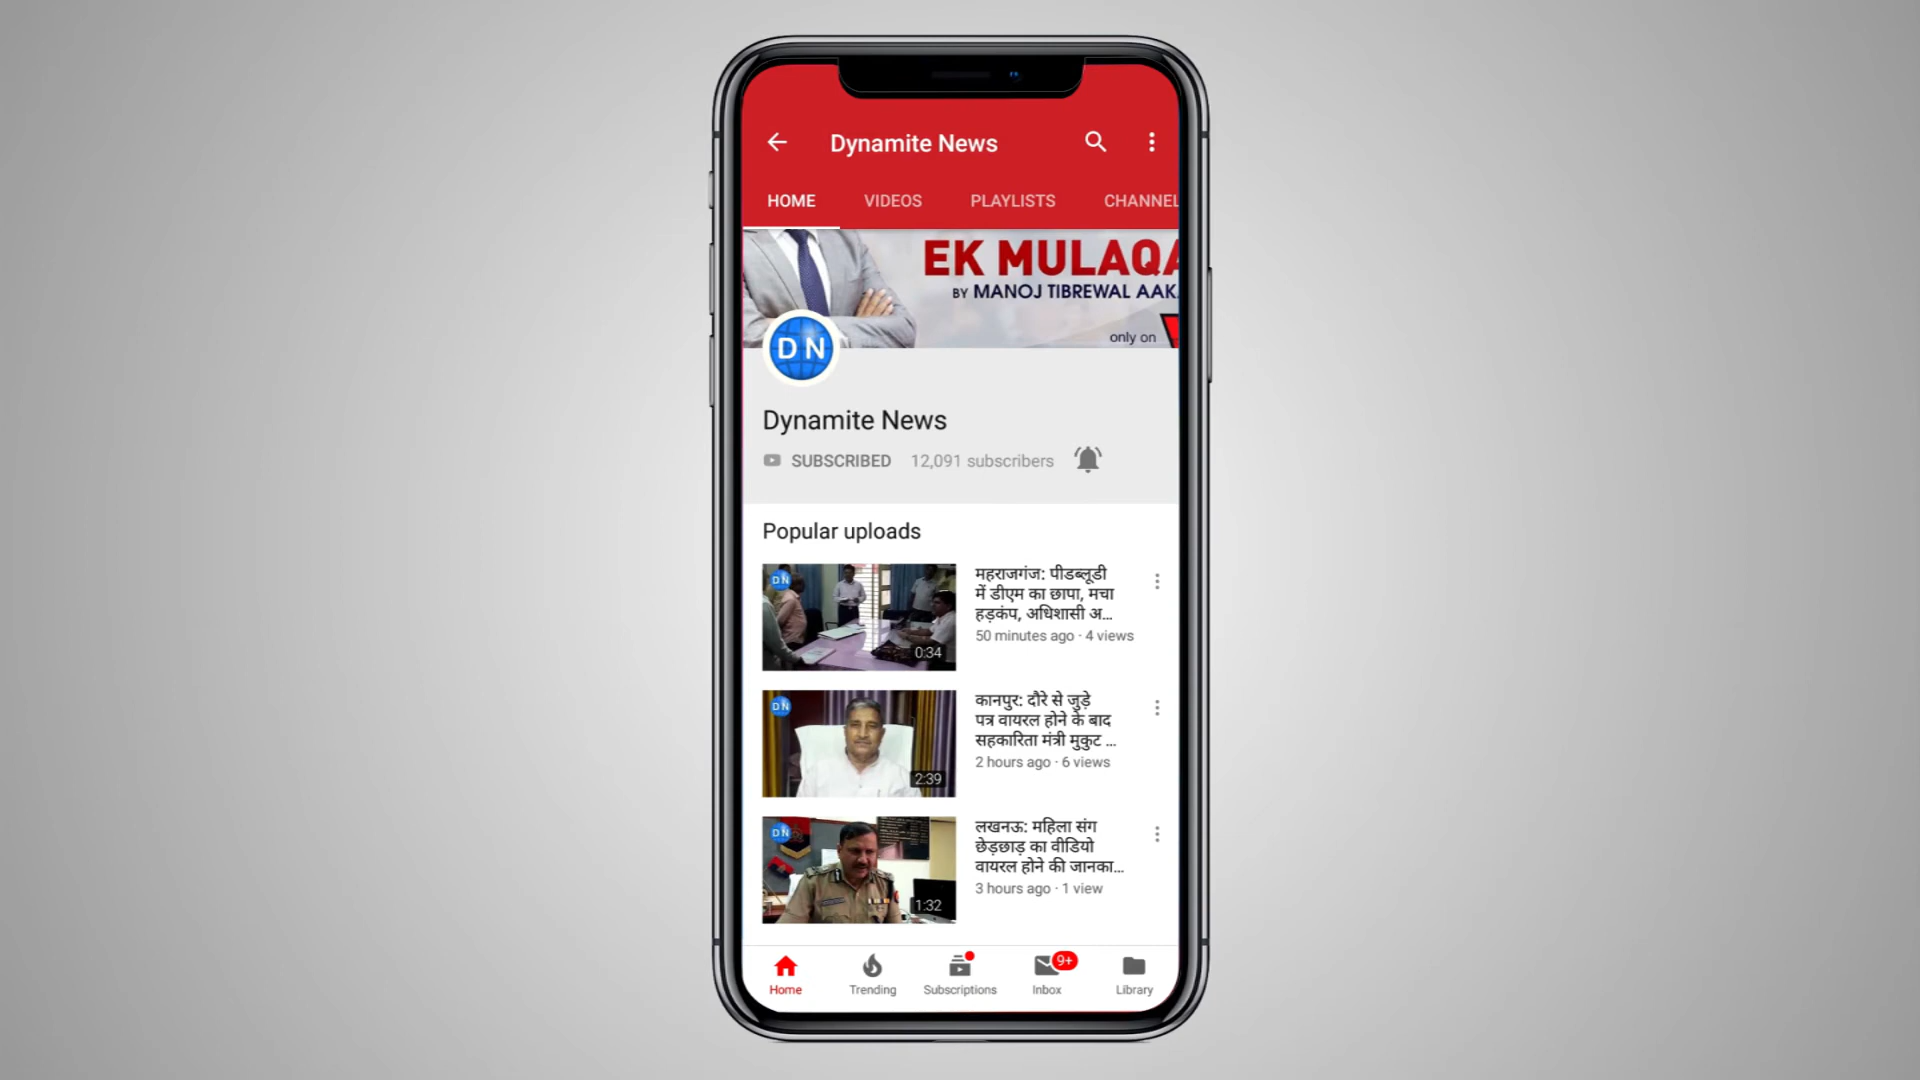 Dynamite News
HOME VIDEOS PLAYLISTS CHANNEL
EK MULAQA
BY MANOJ TIBREWAL AAK
only on
DN
Dynamite News
SUBSCRIBED 12,091 subscribers
Popular uploads
DN
0:34
महराजगंज: पीडब्लूडी
में डीएम का छापा, मचा
हड़कंप, अधिशासी अ...
50 minutes ago · 4 views
DN
2:39
कानपुर: दौरे से जुड़े
पत्र वायरल होने के बाद
सहकारिता मंत्री मुकुट ...
2 hours ago · 6 views
DN
1:32
लखनऊ: महिला संग
छेड़छाड़ का वीडियो
वायरल होने की जानका...
3 hours ago · 1 view
9+
Home Trending Subscriptions Inbox Library